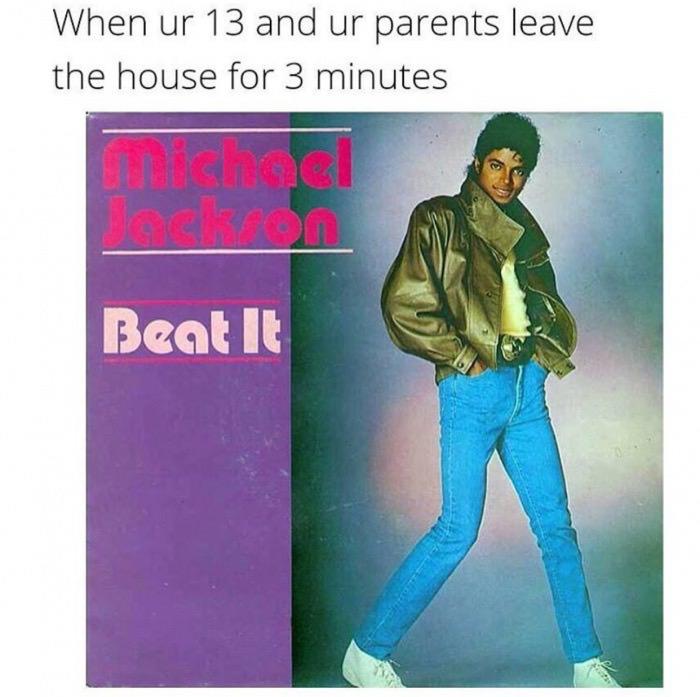 When ur 13 and ur parents leave
the house for 3 minutes
Michael
Jackson
Beat It